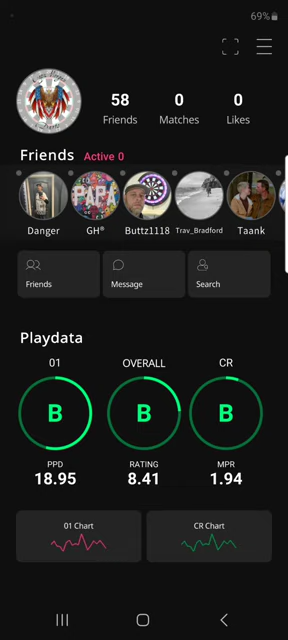 69%
58
0
0
Friends
Matches
Likes
Friends Active 0
PAPA
Danger
GH®
Buttz1118
Trav_Bradford
Taank
Friends
Message
Search
Playdata
01
OVERALL
CR
B
B
B
PPD
RATING
MPR
18.95
8.41
1.94
01 Chart
CR Chart